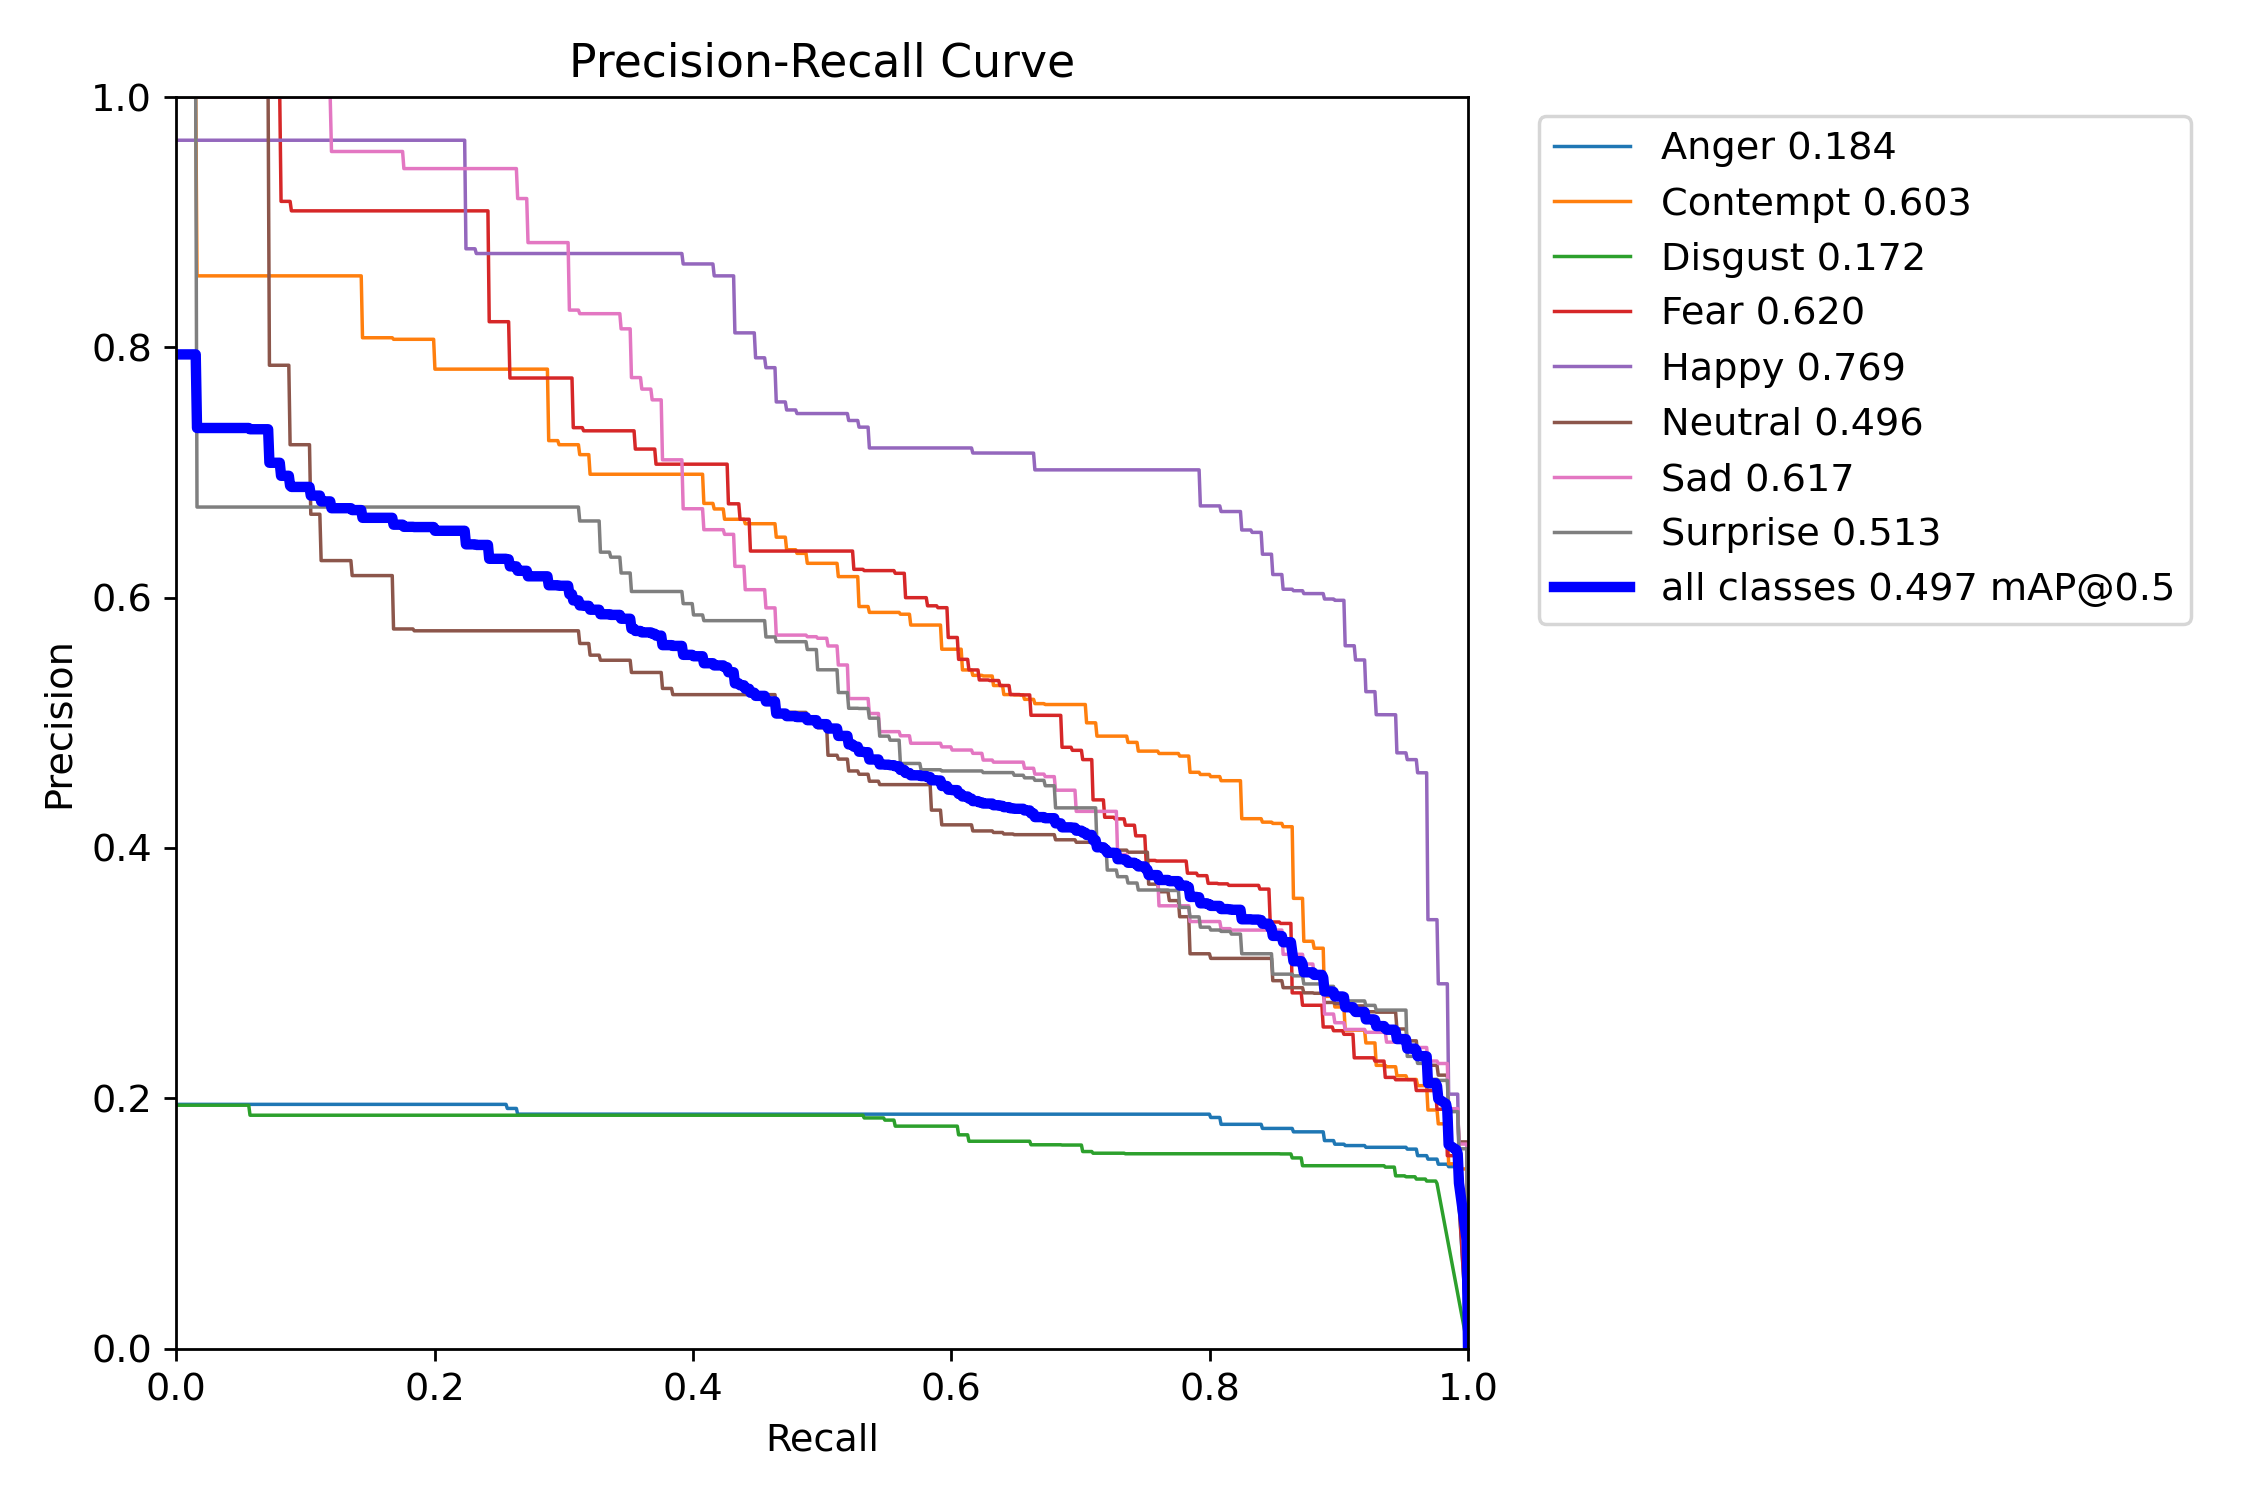 Precision-Recall Curve
1.0
0.8
0.6
0.4
0.2
0.0
Precision
0.0 0.2 0.4 0.6 0.8 1.0
Recall
Anger 0.184
Contempt 0.603
Disgust 0.172
Fear 0.620
Happy 0.769
Neutral 0.496
Sad 0.617
Surprise 0.513
all classes 0.497 mAP@0.5